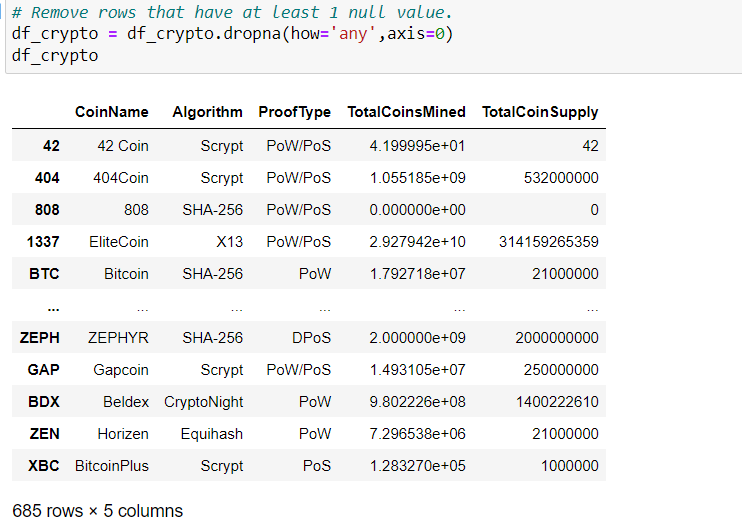 # Remove rows that have at least 1 null value.
df_crypto = df_crypto.dropna(how='any',axis=0)
df_crypto
CoinName Algorithm ProofType TotalCoinsMined TotalCoinSupply
42 42 Coin Scrypt PoW/PoS 4.199995e+01 42
404 404Coin Scrypt PoW/PoS 1.055185e+09 532000000
808 808 SHA-256 PoW/PoS 0.000000e+00 0
1337 EliteCoin X13 PoW/PoS 2.927942e+10 314159265359
BTC Bitcoin SHA-256 PoW 1.792718e+07 21000000
... ... ... ... ... ...
ZEPH ZEPHYR SHA-256 DPoS 2.000000e+09 2000000000
GAP Gapcoin Scrypt PoW/PoS 1.493105e+07 250000000
BDX Beldex CryptoNight PoW 9.802226e+08 1400222610
ZEN Horizen Equihash PoW 7.296538e+06 21000000
XBC BitcoinPlus Scrypt PoS 1.283270e+05 1000000
685 rows × 5 columns